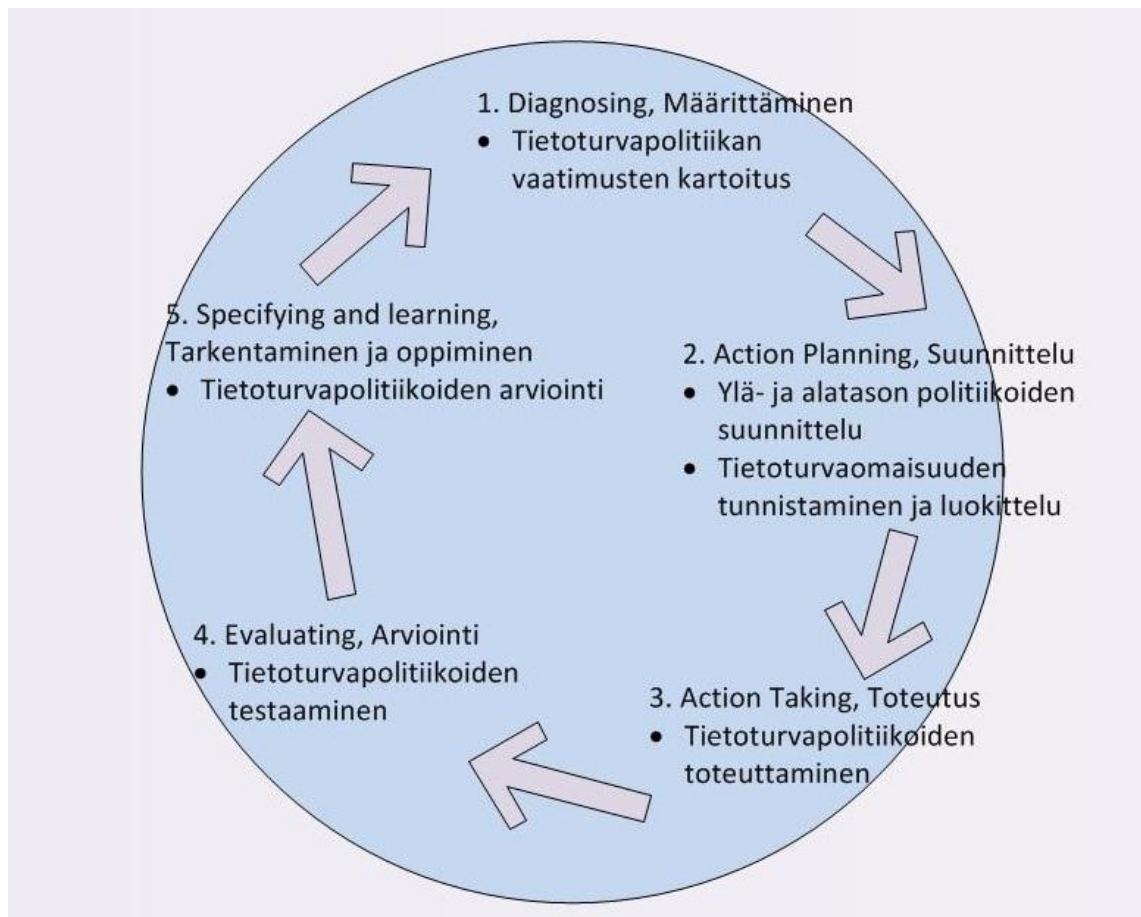 1. Diagnosing, Määrittäminen
• Tietoturvapolitiikan
vaatimusten kartoitus
2. Action Planning, Suunnittelu
• Ylä- ja alatason politiikoiden
suunnittelu
• Tietoturvaomaisuuden
tunnistaminen ja luokittelu
3. Action Taking, Toteutus
• Tietoturvapolitiikoiden
toteuttaminen
4. Evaluating, Arviointi
• Tietoturvapolitiikoiden
testaaminen
5. Specifying and learning,
Tarkentaminen ja oppiminen
• Tietoturvapolitiikoiden arviointi